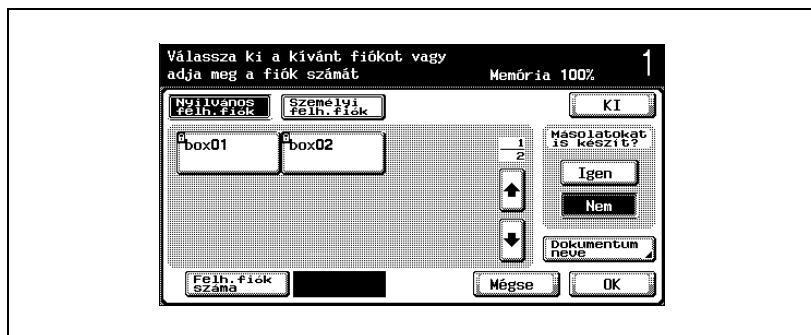 Válassza ki a kívánt fiókot vagy
adja meg a fiók számát
Memória 100%
1
Nyilvános
felh.fiók
Személyi
felh.fiók
KI
box01
box02
1
2
Másolatokat
is készít?
Igen
Nem
Dokumentum
neve
Felh.fiók
száma
Mégse
OK